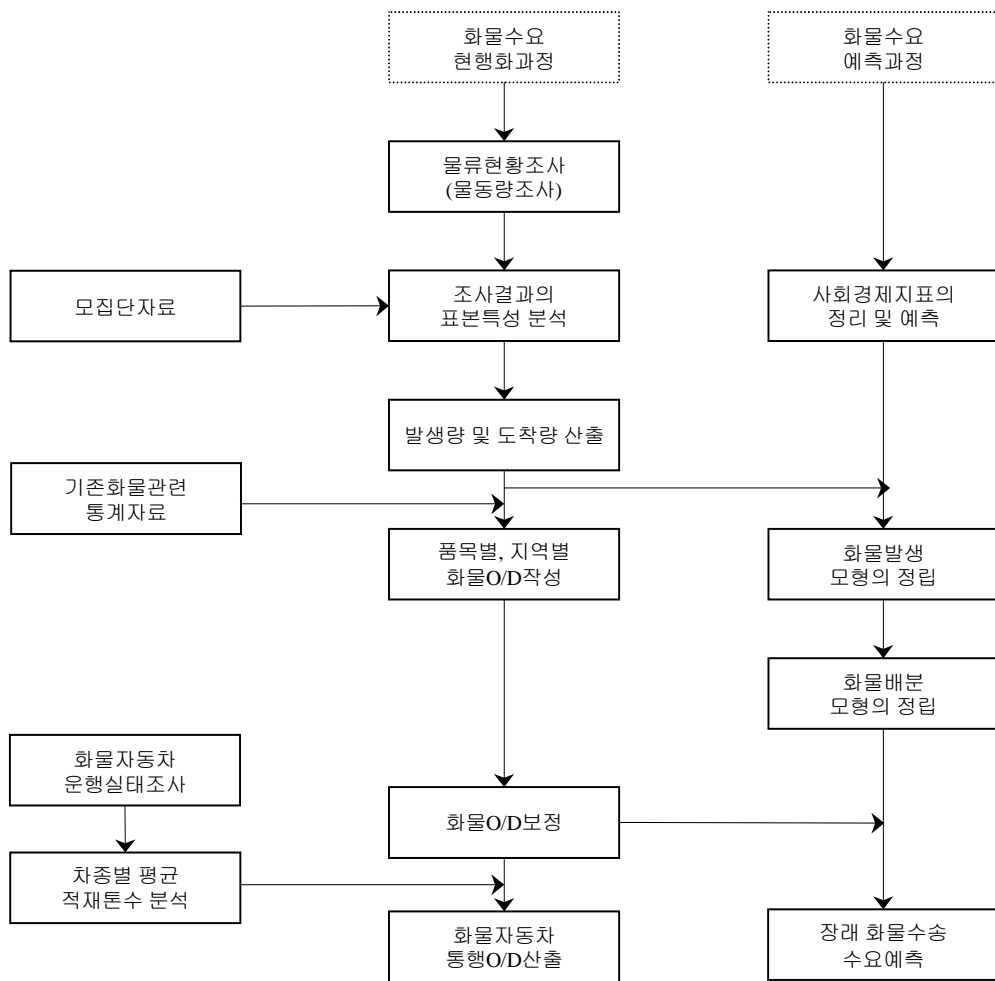 화물수요
현행화과정
화물수요
예측과정
물류현황조사
(물동량조사)
모집단자료
조사결과의
표본특성 분석
사회경제지표의
정리 및 예측
발생량 및 도착량 산출
기존화물관련
통계자료
품목별, 지역별
화물O/D작성
화물발생
모형의 정립
화물배분
모형의 정립
화물자동차
운행실태조사
화물O/D보정
차종별 평균
적재톤수 분석
화물자동차
통행O/D산출
장래 화물수송
수요예측